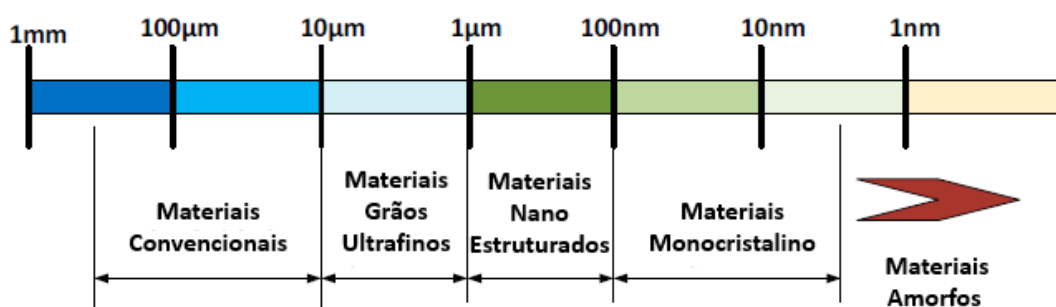 1mm 100µm 10µm 1µm 100nm 10nm 1nm
Materiais
Convencionais
Materiais
Grãos
Ultrafinos
Materiais
Nano
Estruturados
Materiais
Monocristalino
Materiais
Amorfos